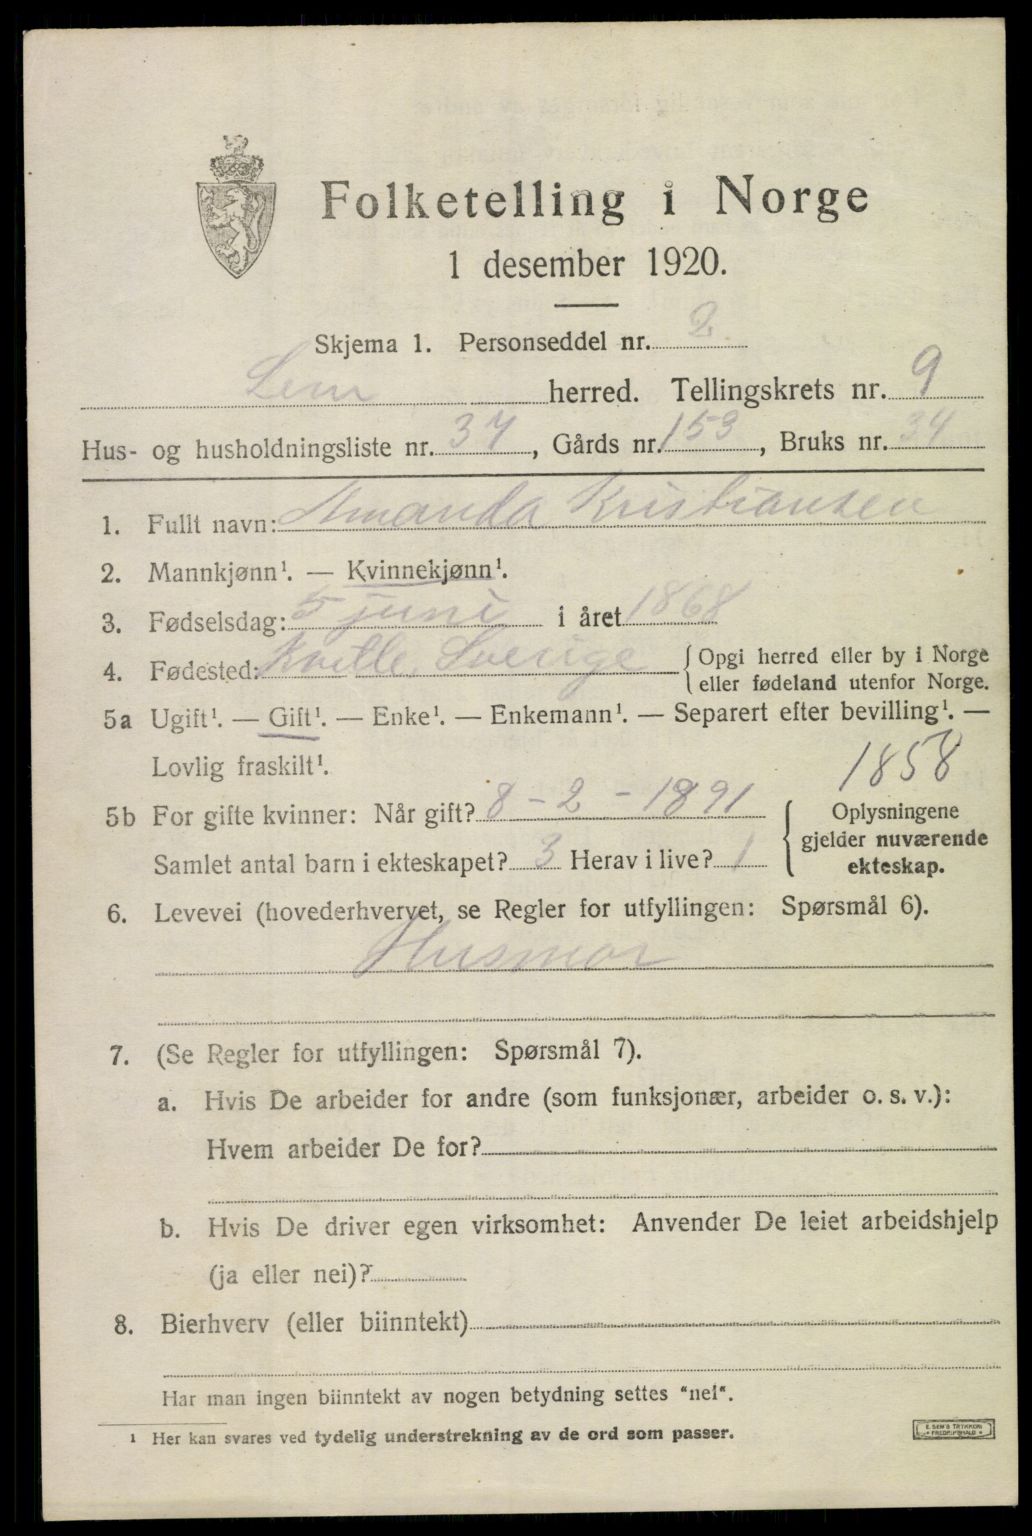 Folketelling i Norge
1 desember 1920.
Skjema 1. Personseddel nr. 2
herred. Tellingskrets nr. 9
Hus- og husholdningsliste nr. 37, Gårds nr. 153, Bruks nr. 34
1. Fullt navn: Amanda Kristiansen
2. Mannkjønn¹. — Kvinnekjønn¹.
3. Fødselsdag: 5 juni i året 1868
4. Fødested: Kville, Sverige { Opgi herred eller by i Norge
eller fødeland utenfor Norge.
5a Ugift¹. — Gift¹. — Enke¹. — Enkemann¹. — Separert efter bevilling¹. —
Lovlig fraskilt¹.
1858
5b For gifte kvinner: Når gift? 8-2-1891
Samlet antal barn i ekteskapet? 3 Herav i live? 1
{ Oplysningene
gjelder nuværende
ekteskap.
6. Levevei (hovederhvervet, se Regler for utfyllingen: Spørsmål 6).
Husmor
7. (Se Regler for utfyllingen: Spørsmål 7).
a. Hvis De arbeider for andre (som funksjonær, arbeider o. s. v.):
Hvem arbeider De for?
b. Hvis De driver egen virksomhet: Anvender De leiet arbeidshjelp
(ja eller nei)?
8. Bierhverv (eller biinntekt)
Har man ingen biinntekt av nogen betydning settes "nei".
¹ Her kan svares ved tydelig understrekning av de ord som passer.
E. SEM'S TRYKKERI
FREDRIKSHALD